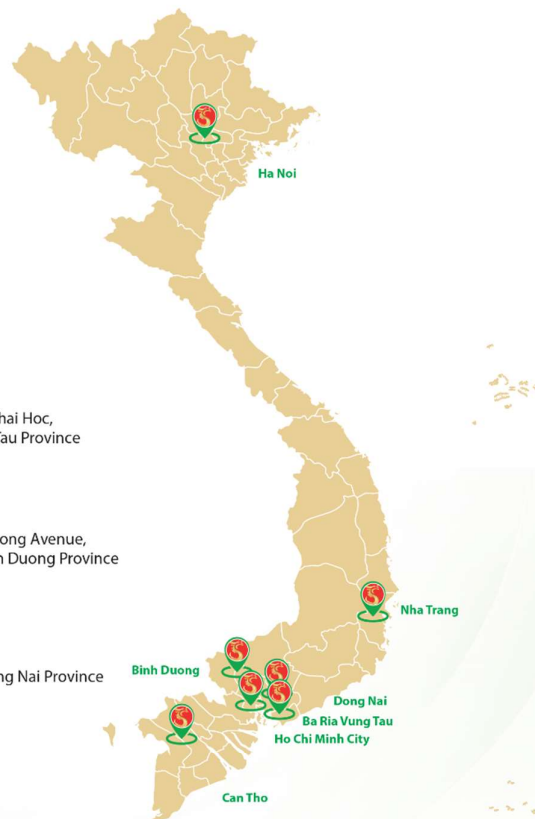 Ha Noi
hai Hoc,
Tau Province
ong Avenue,
h Duong Province
Nha Trang
Binh Duong
ng Nai Province
Dong Nai
Ba Ria Vung Tau
Ho Chi Minh City
Can Tho